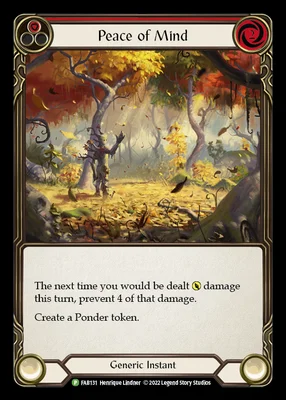 Peace of Mind
The next time you would be dealt damage
this turn, prevent 4 of that damage.
Create a Ponder token.
Generic Instant
P FAB131 Henrique Lindner © 2022 Legend Story Studios